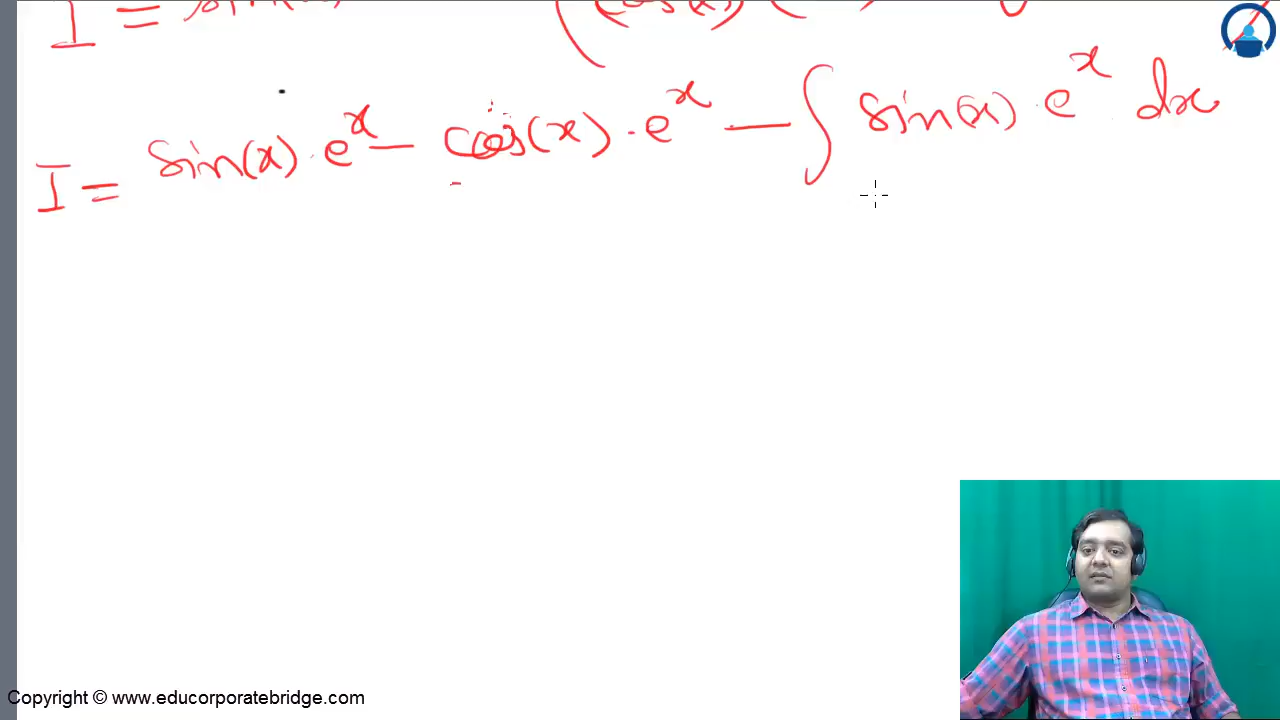 I =
I = sin(x) · e^x − cos(x) · e^x − ∫ sin(x) · e^x dx
Copyright © www.educorporatebridge.com